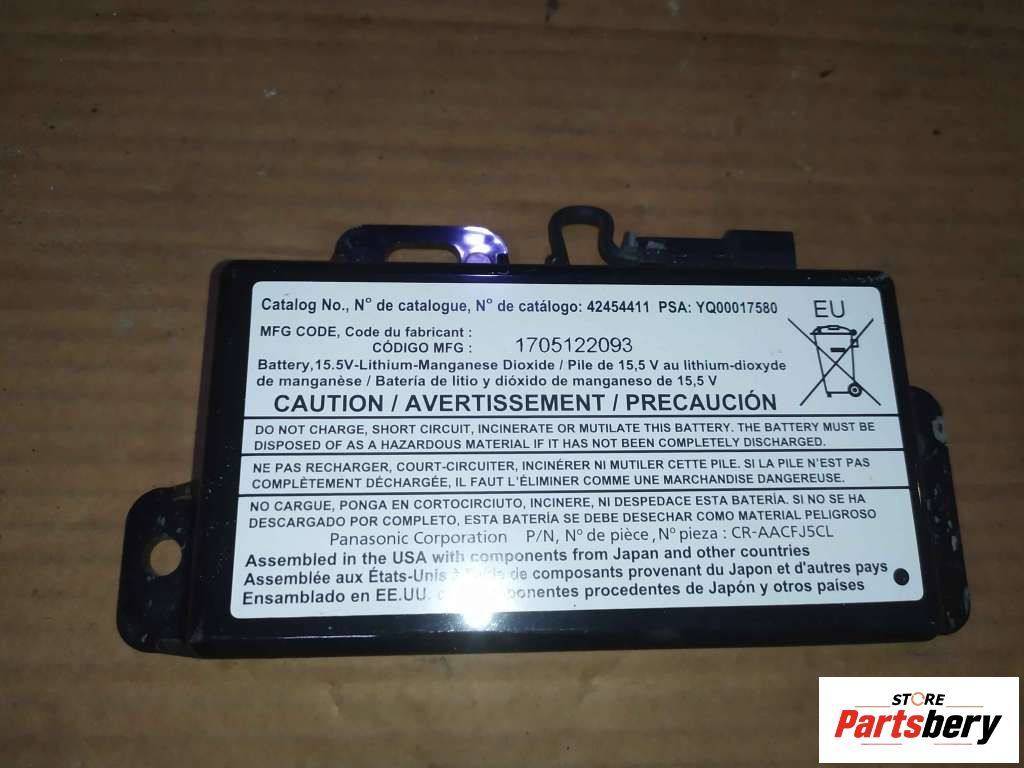 Catalog No., N° de catalogue, N° de catálogo: 42454411 PSA: YQ00017580
EU
MFG CODE, Code du fabricant :
CÓDIGO MFG : 1705122093
Battery,15.5V-Lithium-Manganese Dioxide / Pile de 15,5 V au lithium-dioxyde
de manganèse / Batería de litio y dióxido de manganeso de 15,5 V
CAUTION / AVERTISSEMENT / PRECAUCIÓN
DO NOT CHARGE, SHORT CIRCUIT, INCINERATE OR MUTILATE THIS BATTERY. THE BATTERY MUST BE
DISPOSED OF AS A HAZARDOUS MATERIAL IF IT HAS NOT BEEN COMPLETELY DISCHARGED.
NE PAS RECHARGER, COURT-CIRCUITER, INCINÉRER NI MUTILER CETTE PILE. SI LA PILE N'EST PAS
COMPLÈTEMENT DÉCHARGÉE, IL FAUT L'ÉLIMINER COMME UNE MARCHANDISE DANGEREUSE.
NO CARGUE, PONGA EN CORTOCIRCIUTO, INCINERE, NI DESPEDACE ESTA BATERÍA. SI NO SE HA
DESCARGADO POR COMPLETO, ESTA BATERÍA SE DEBE DESECHAR COMO MATERIAL PELIGROSO
Panasonic Corporation P/N, N° de pièce, N° pieza : CR-AACFJ5CL
Assembled in the USA with components from Japan and other countries
Assemblée aux États-Unis de composants provenant du Japon et d'autres pays
Ensamblado en EE.UU. procedentes de Japón y otros países
STORE
Partsbery